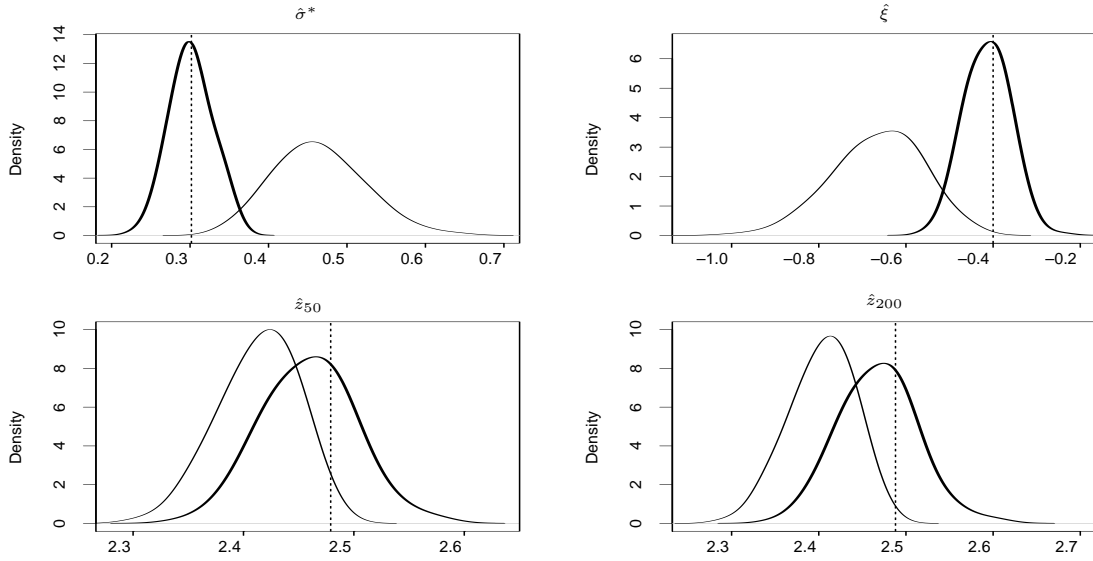 σ̂*
ξ̂
Density
0 2 4 6 8 10 12 14
0.2 0.3 0.4 0.5 0.6 0.7
Density
0 1 2 3 4 5 6
−1.0 −0.8 −0.6 −0.4 −0.2
ẑ₅₀
ẑ₂₀₀
Density
0 2 4 6 8 10
2.3 2.4 2.5 2.6
Density
0 2 4 6 8 10
2.3 2.4 2.5 2.6 2.7